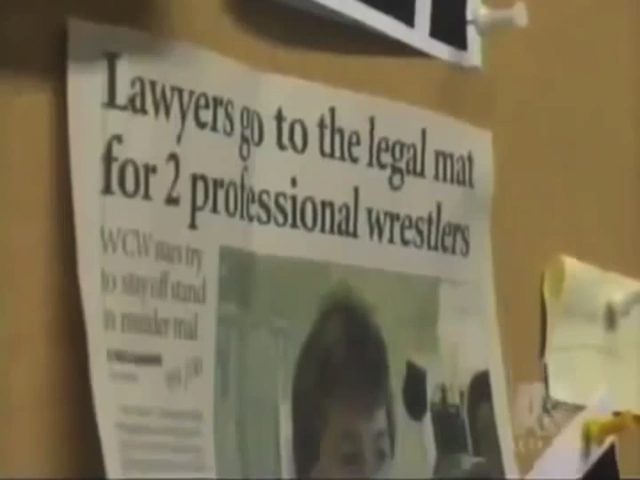 Lawyers go to the legal mat
for 2 professional wrestlers
WCW stars try
to stay off stand
in murder trial